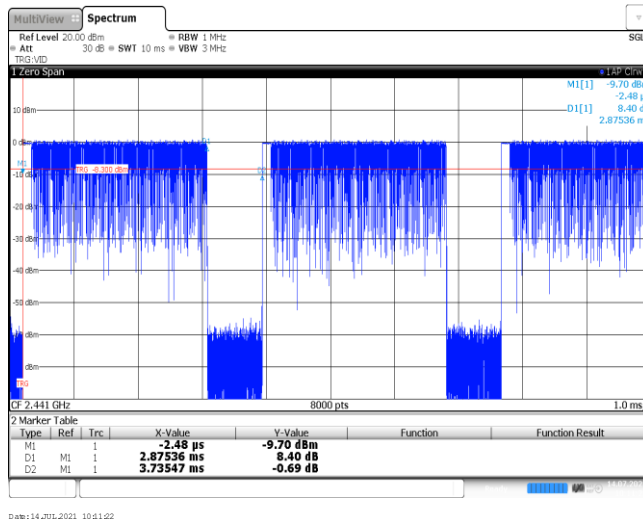 MultiView Spectrum
Ref Level 20.00 dBm RBW 1 MHz SGL
Att 30 dB SWT 10 ms VBW 3 MHz
TRG:VID
1 Zero Span 1AP Clrw
M1[1] -9.70 dBm
-2.48 µs
D1[1] 8.40 d
2.87536 m
10 dBm
0 dBm
D1
M1
TRG -8.300 dBm
-10 dBm
D2
-20 dBm
-30 dBm
-40 dBm
-50 dBm
dBm
dBm
TRG
CF 2.441 GHz 8000 pts 1.0 ms
2 Marker Table
Type Ref Trc X-Value Y-Value Function Function Result
M1 1 -2.48 µs -9.70 dBm
D1 M1 1 2.87536 ms 8.40 dB
D2 M1 1 3.73547 ms -0.69 dB
Date: 14.JUL.2021 10:11:22